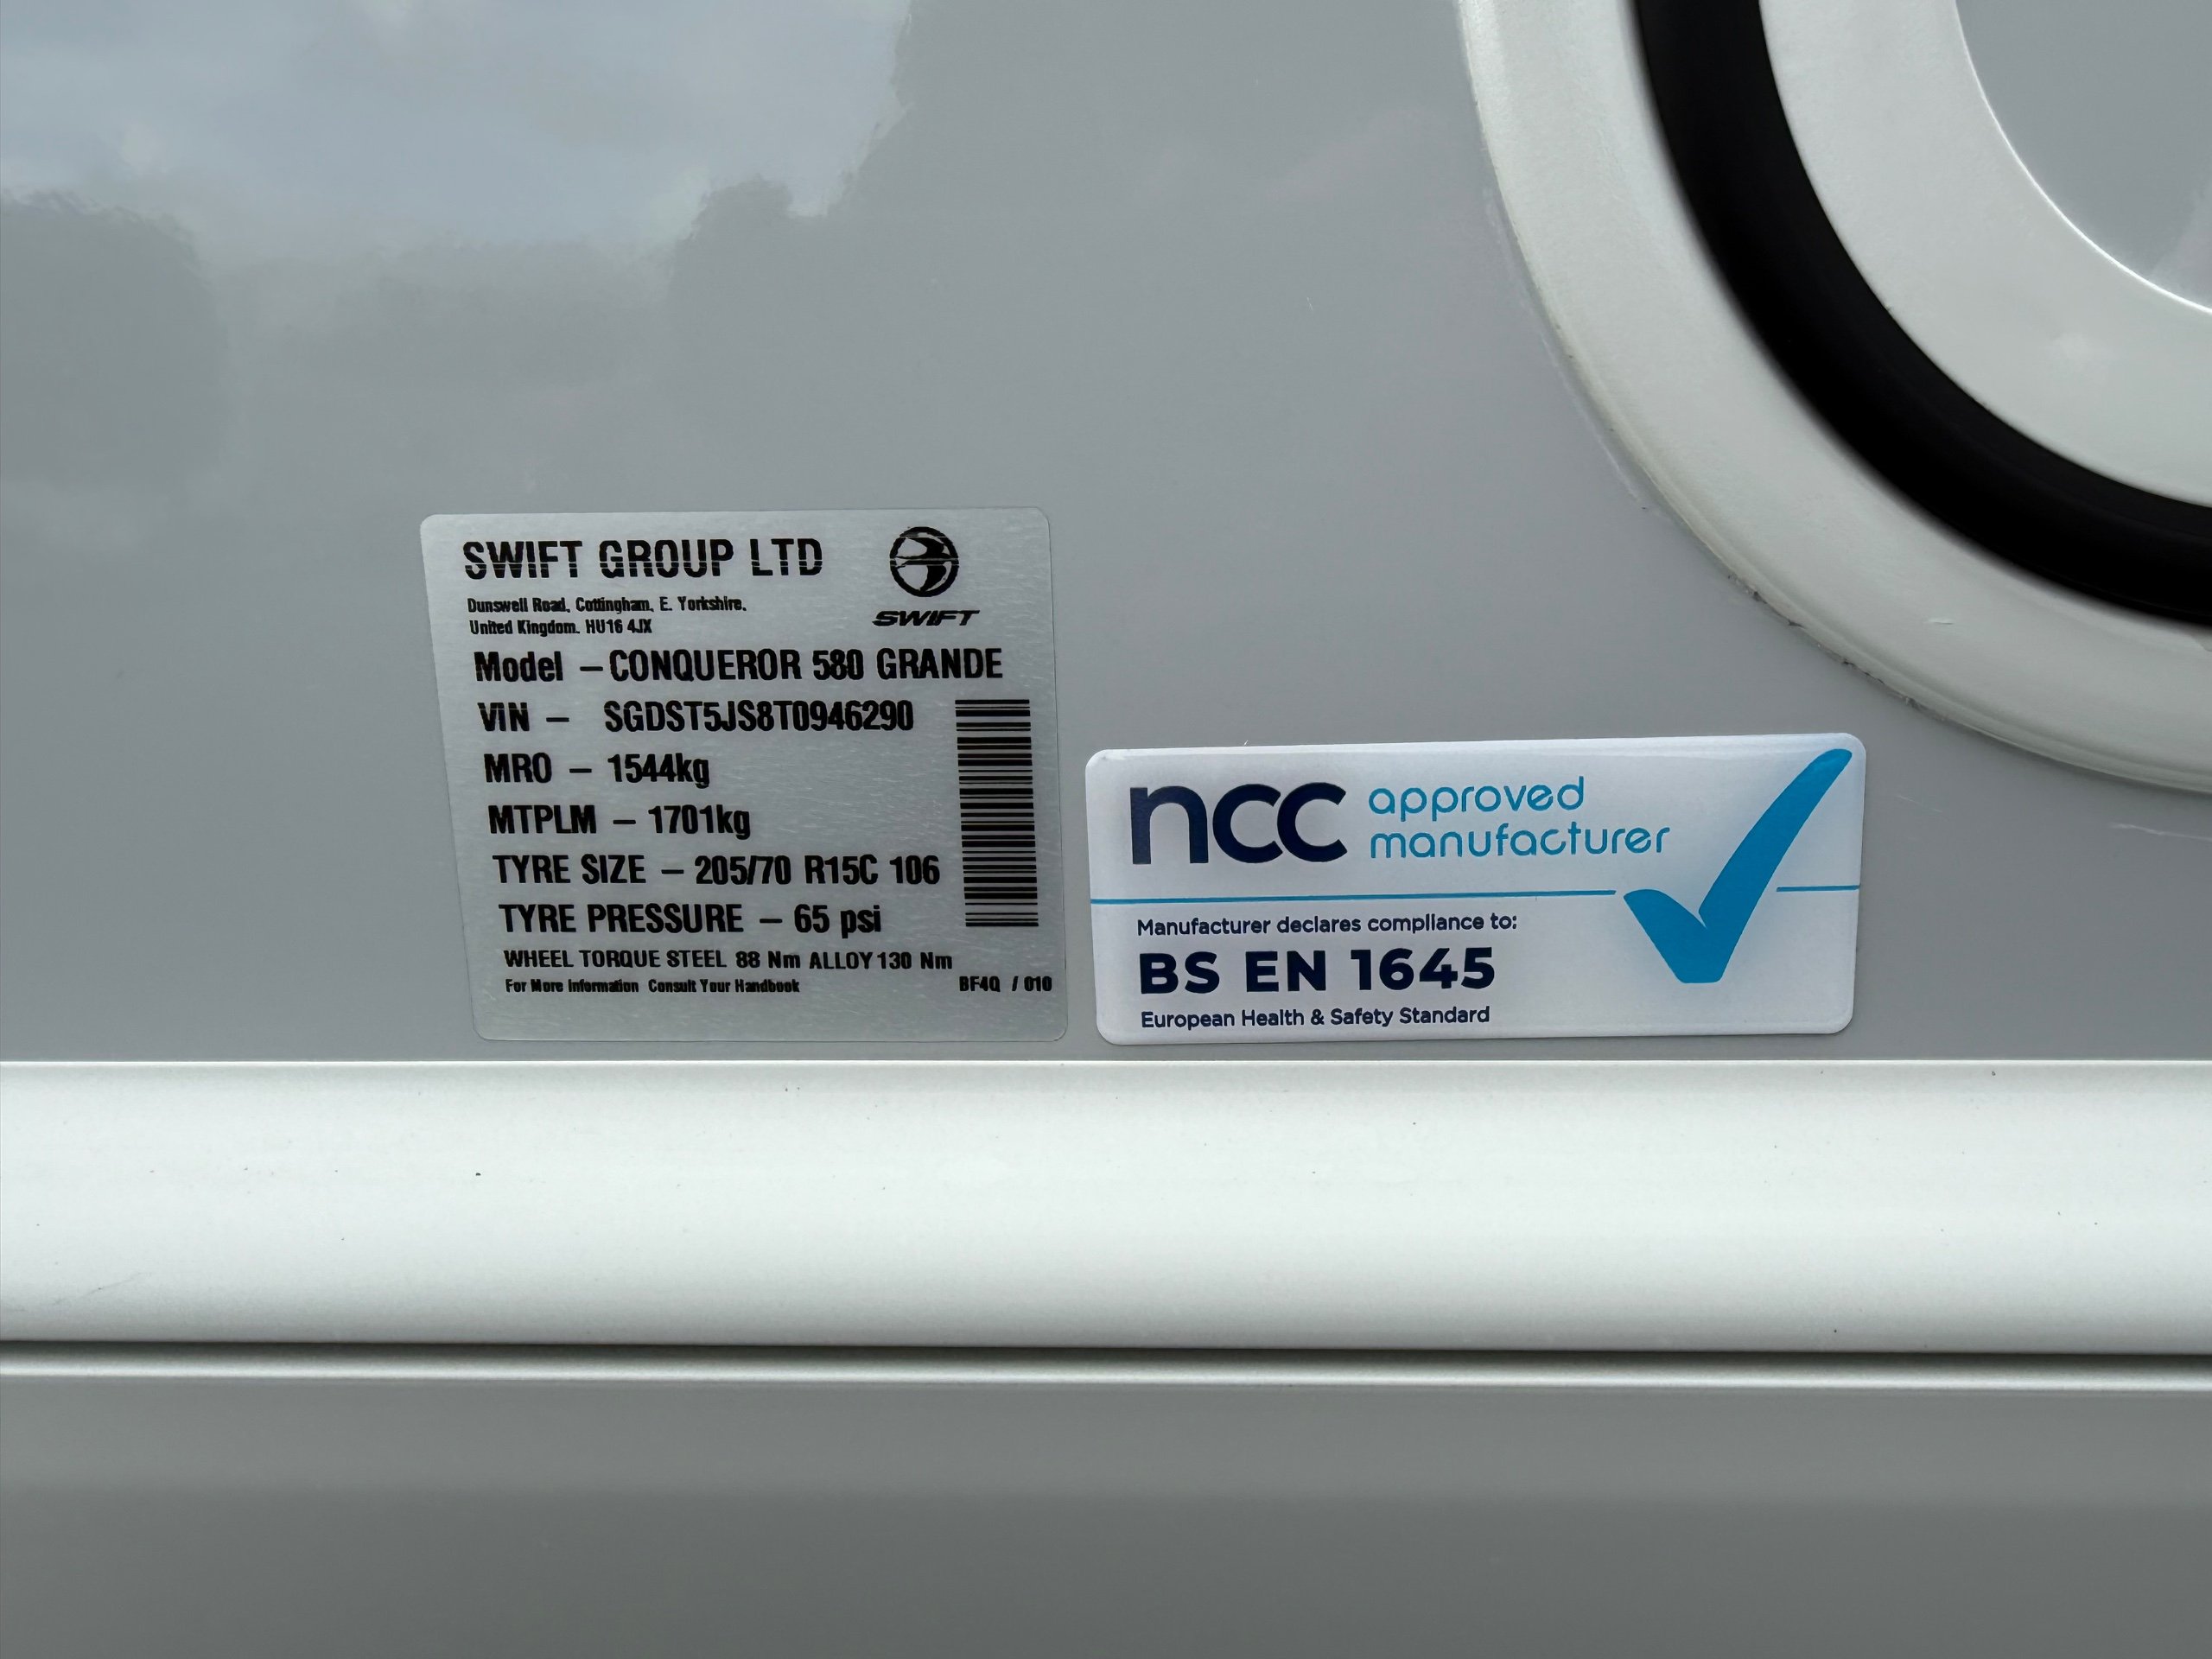 SWIFT GROUP LTD
Dunswell Road, Cottingham, E. Yorkshire,
United Kingdom. HU16 4JX
SWIFT
Model – CONQUEROR 580 GRANDE
VIN – SGDST5JS8T0946290
MRO – 1544kg
MTPLM – 1701kg
TYRE SIZE – 205/70 R15C 106
TYRE PRESSURE – 65 psi
WHEEL TORQUE STEEL 88 Nm ALLOY 130 Nm
For More Information Consult Your Handbook BF4Q / 010
ncc approved
manufacturer
Manufacturer declares compliance to:
BS EN 1645
European Health & Safety Standard